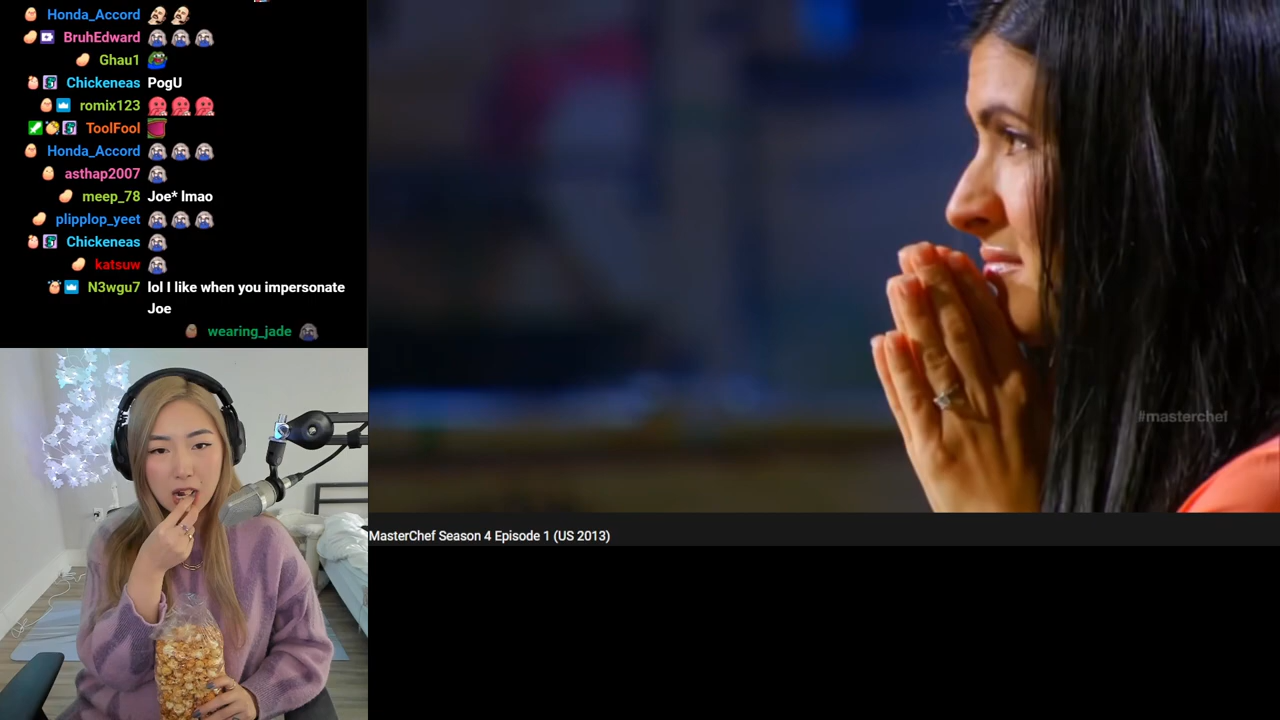 Honda_Accord
BruhEdward
Ghau1
Chickeneas PogU
romix123
ToolFool
Honda_Accord
asthap2007
meep_78 Joe* lmao
plipplop_yeet
Chickeneas
katsuw
N3wgu7 lol I like when you impersonate
Joe
wearing_jade
#masterchef
MasterChef Season 4 Episode 1 (US 2013)